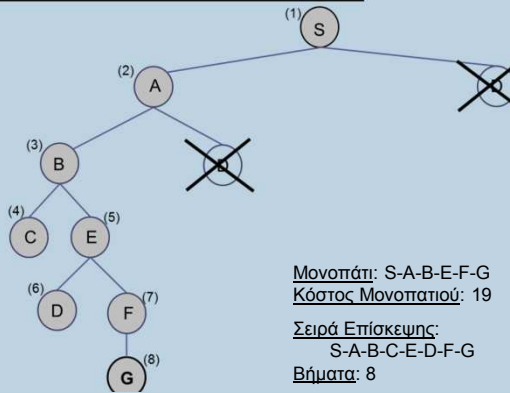 (1)
S
(2)
A
D
(3)
B
D
(4)
C
(5)
E
(6)
D
(7)
F
(8)
G
Μονοπάτι: S-A-B-E-F-G
Κόστος Μονοπατιού: 19
Σειρά Επίσκεψης:
S-A-B-C-E-D-F-G
Βήματα: 8